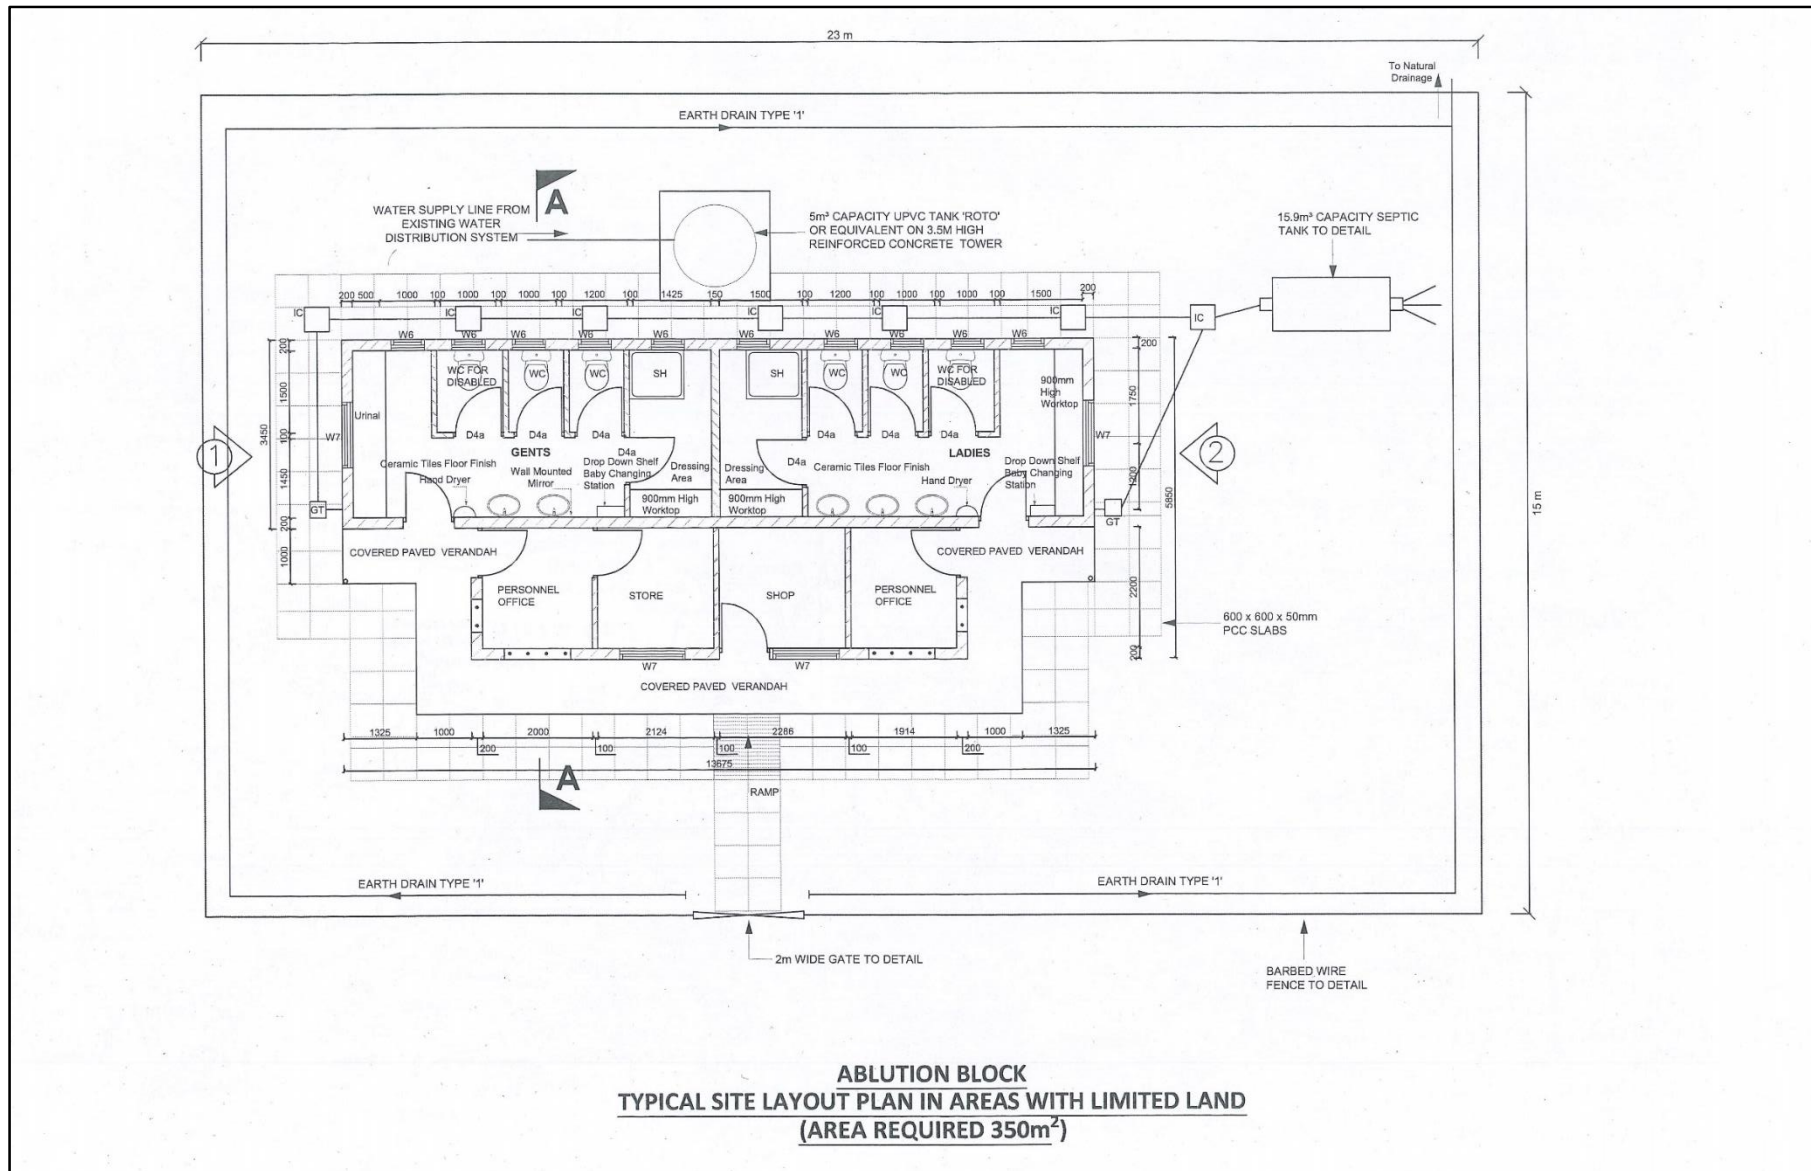 23 m
To Natural
Drainage
EARTH DRAIN TYPE '1'
A
WATER SUPPLY LINE FROM
EXISTING WATER
DISTRIBUTION SYSTEM
5m³ CAPACITY UPVC TANK 'ROTO'
OR EQUIVALENT ON 3.5M HIGH
REINFORCED CONCRETE TOWER
15.9m³ CAPACITY SEPTIC
TANK TO DETAIL
200 500 1000 100 1000 100 1000 100 1200 100 1425 150 1500 100 1200 100 1000 100 1000 100 1500 200
IC IC IC IC IC IC IC
W6 W6 W6 W6 W6 W6 W6 W6 W6 W6
200
1500
100
1450
200
1000
3450
WC FOR
DISABLED
WC
WC
SH
SH
WC
WC
WC FOR
DISABLED
900mm
High
Worktop
Urinal
W7
W7
D4a D4a D4a
D4a D4a D4a
GENTS
LADIES
D4a
D4a
Ceramic Tiles Floor Finish
Wall Mounted
Mirror
Hand Dryer
Drop Down Shelf
Baby Changing
Station
Dressing
Area
Dressing
Area
Ceramic Tiles Floor Finish
Hand Dryer
Drop Down Shelf
Baby Changing
Station
900mm High
Worktop
900mm High
Worktop
GT
GT
200
1750
1200
5850
2200
200
1
2
15 m
COVERED PAVED VERANDAH
COVERED PAVED VERANDAH
PERSONNEL
OFFICE
STORE
SHOP
PERSONNEL
OFFICE
600 x 600 x 50mm
PCC SLABS
W7
W7
COVERED PAVED VERANDAH
1325 1000 2000 2124 2286 1914 1000 1325
200 100 100 100 200
13675
A
RAMP
EARTH DRAIN TYPE '1'
EARTH DRAIN TYPE '1'
2m WIDE GATE TO DETAIL
BARBED WIRE
FENCE TO DETAIL
ABLUTION BLOCK
TYPICAL SITE LAYOUT PLAN IN AREAS WITH LIMITED LAND
(AREA REQUIRED 350m²)